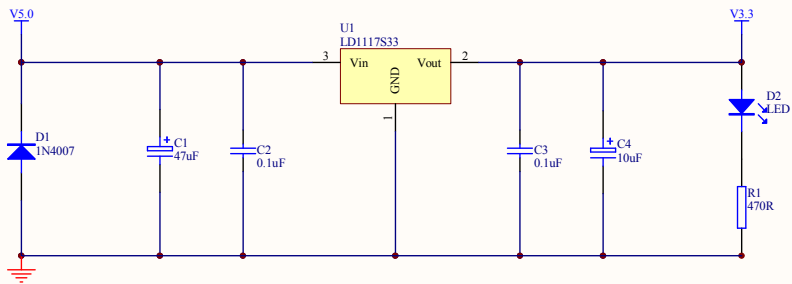 V5.0
V3.3
U1
LD1117S33
3
Vin
Vout
2
GND
1
D1
1N4007
+
C1
47uF
C2
0.1uF
C3
0.1uF
+
C4
10uF
D2
LED
R1
470R